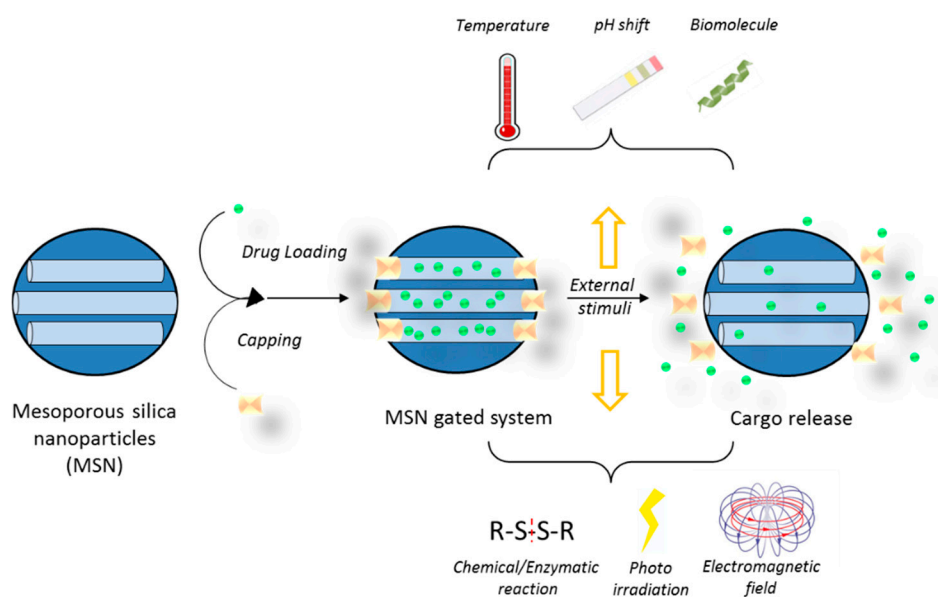 Temperature
pH shift
Biomolecule
Drug Loading
Capping
External
stimuli
Mesoporous silica
nanoparticles
(MSN)
MSN gated system
Cargo release
R-S-S-R
Chemical/Enzymatic
reaction
Photo
irradiation
Electromagnetic
field